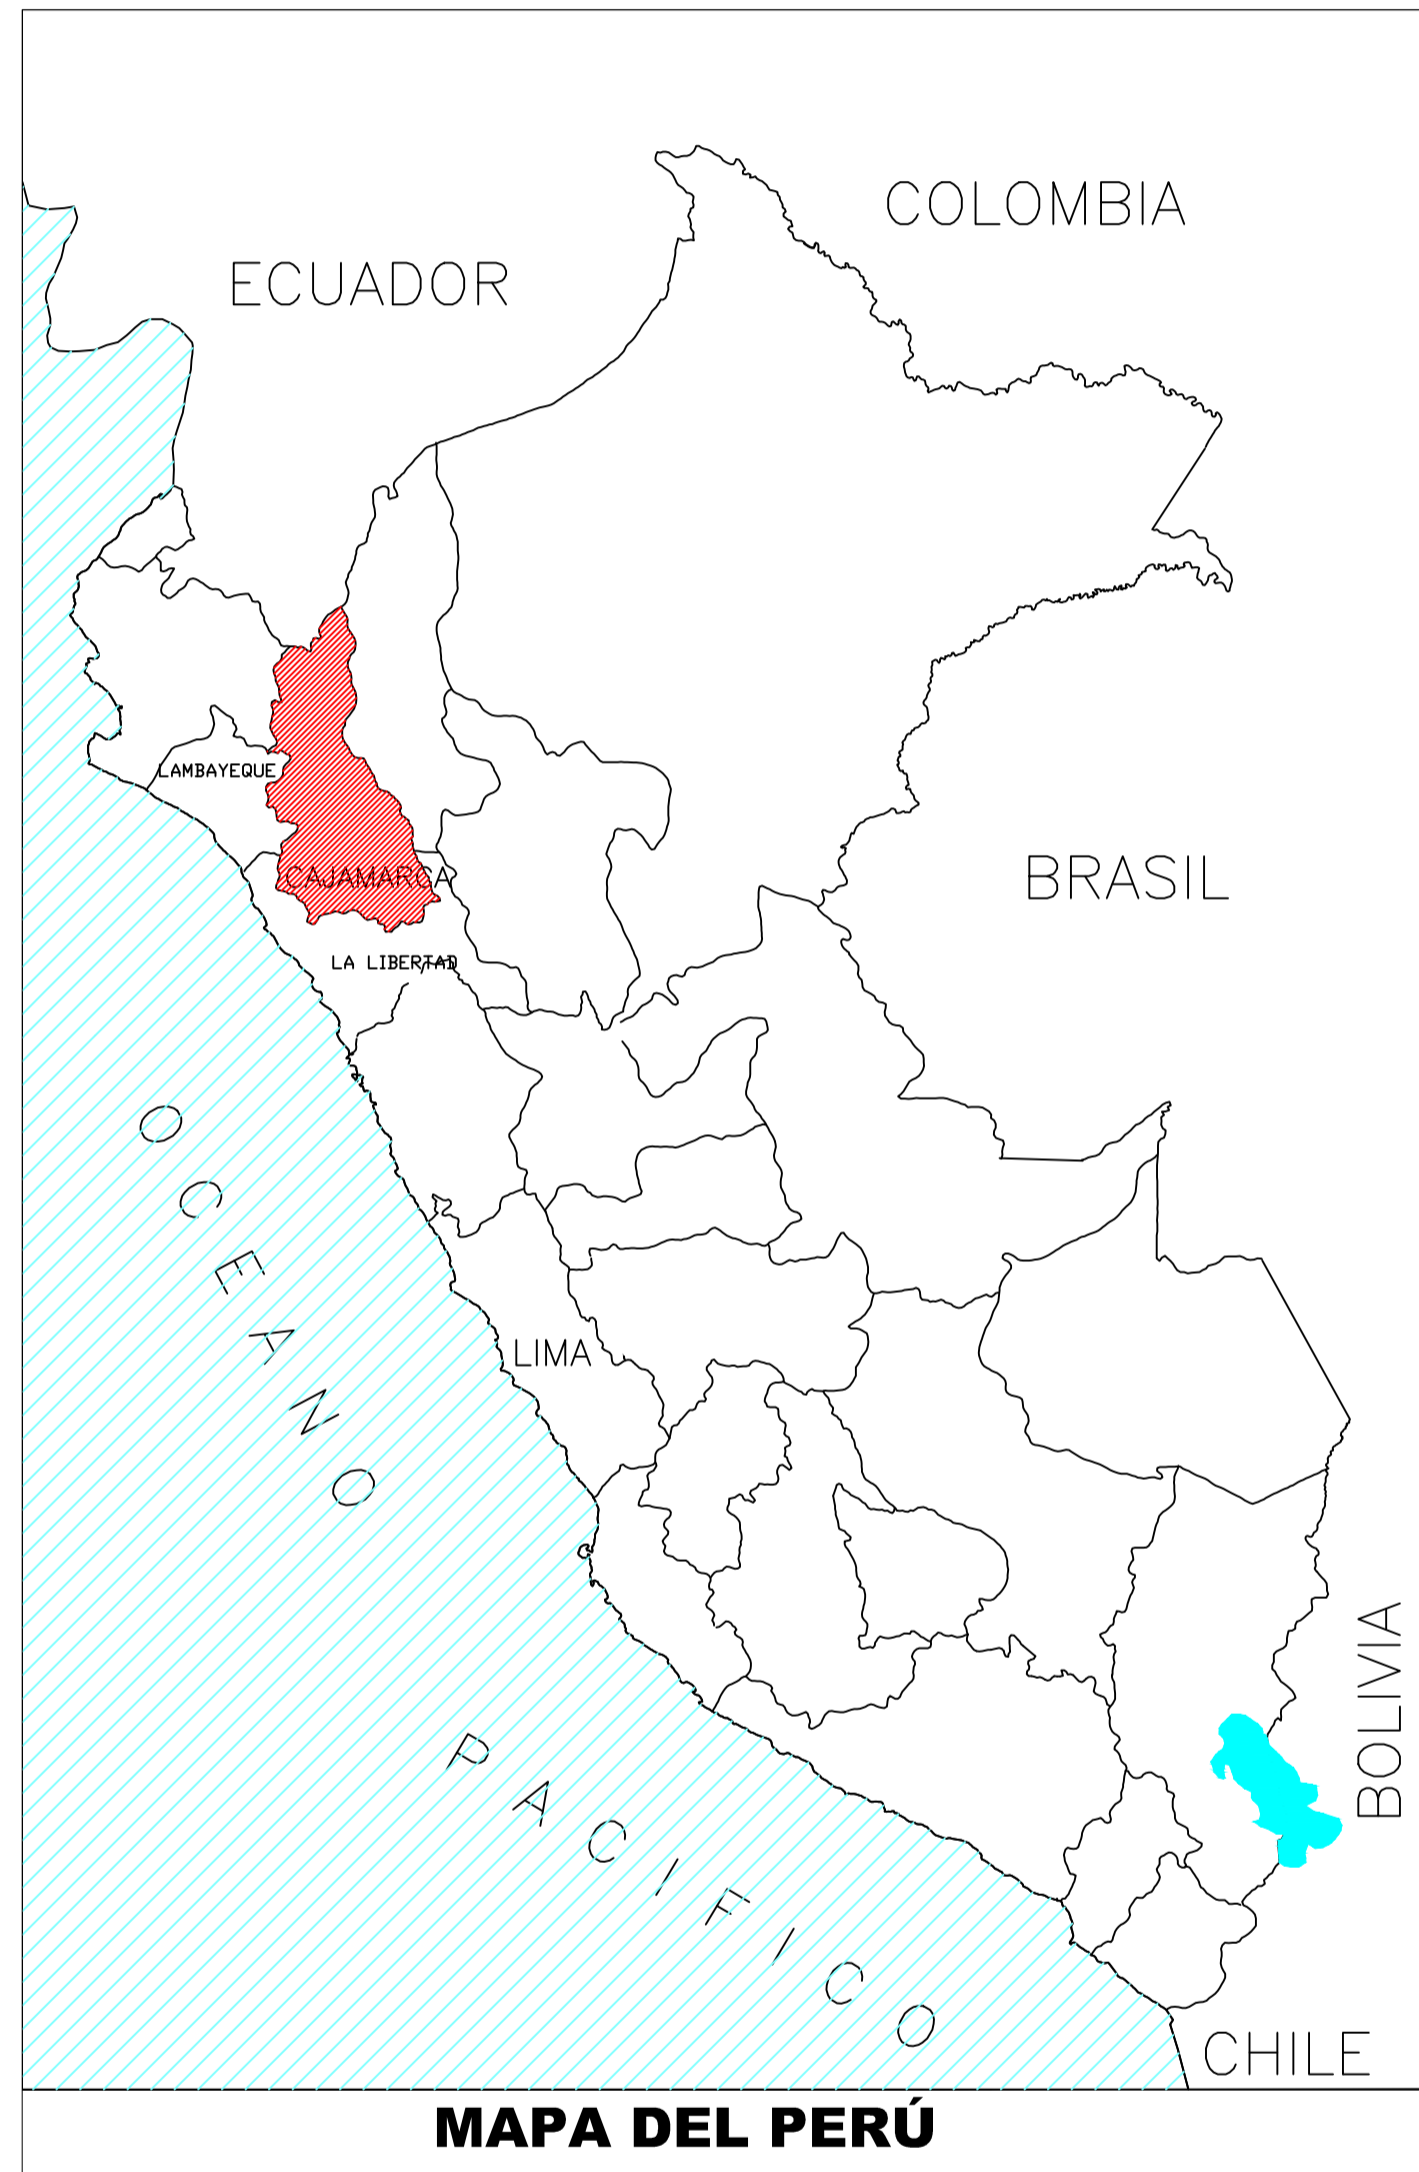 COLOMBIA
ECUADOR
LAMBAYEQUE
CAJAMARCA
BRASIL
LA LIBERTAD
OCEANO
LIMA
PACIFICO
BOLIVIA
CHILE
MAPA DEL PERÚ